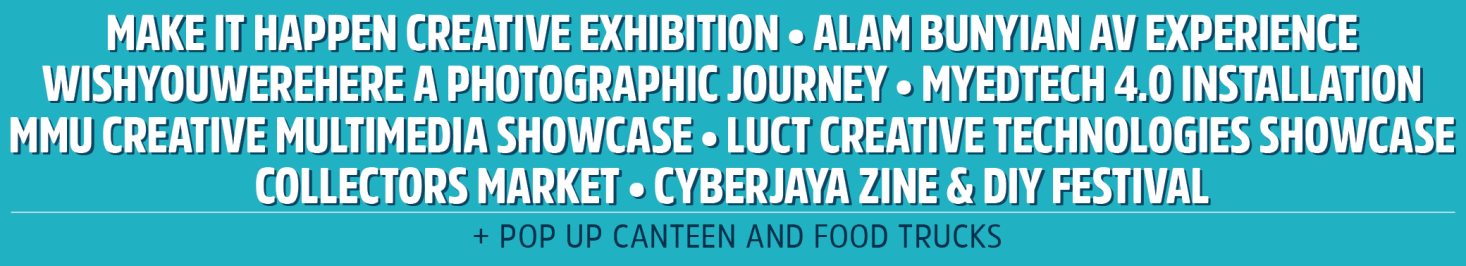 MAKE IT HAPPEN CREATIVE EXHIBITION • ALAM BUNYIAN AV EXPERIENCE
WISHYOUWEREHERE A PHOTOGRAPHIC JOURNEY • MYEDTECH 4.0 INSTALLATION
MMU CREATIVE MULTIMEDIA SHOWCASE • LUCT CREATIVE TECHNOLOGIES SHOWCASE
COLLECTORS MARKET • CYBERJAYA ZINE & DIY FESTIVAL
+ POP UP CANTEEN AND FOOD TRUCKS